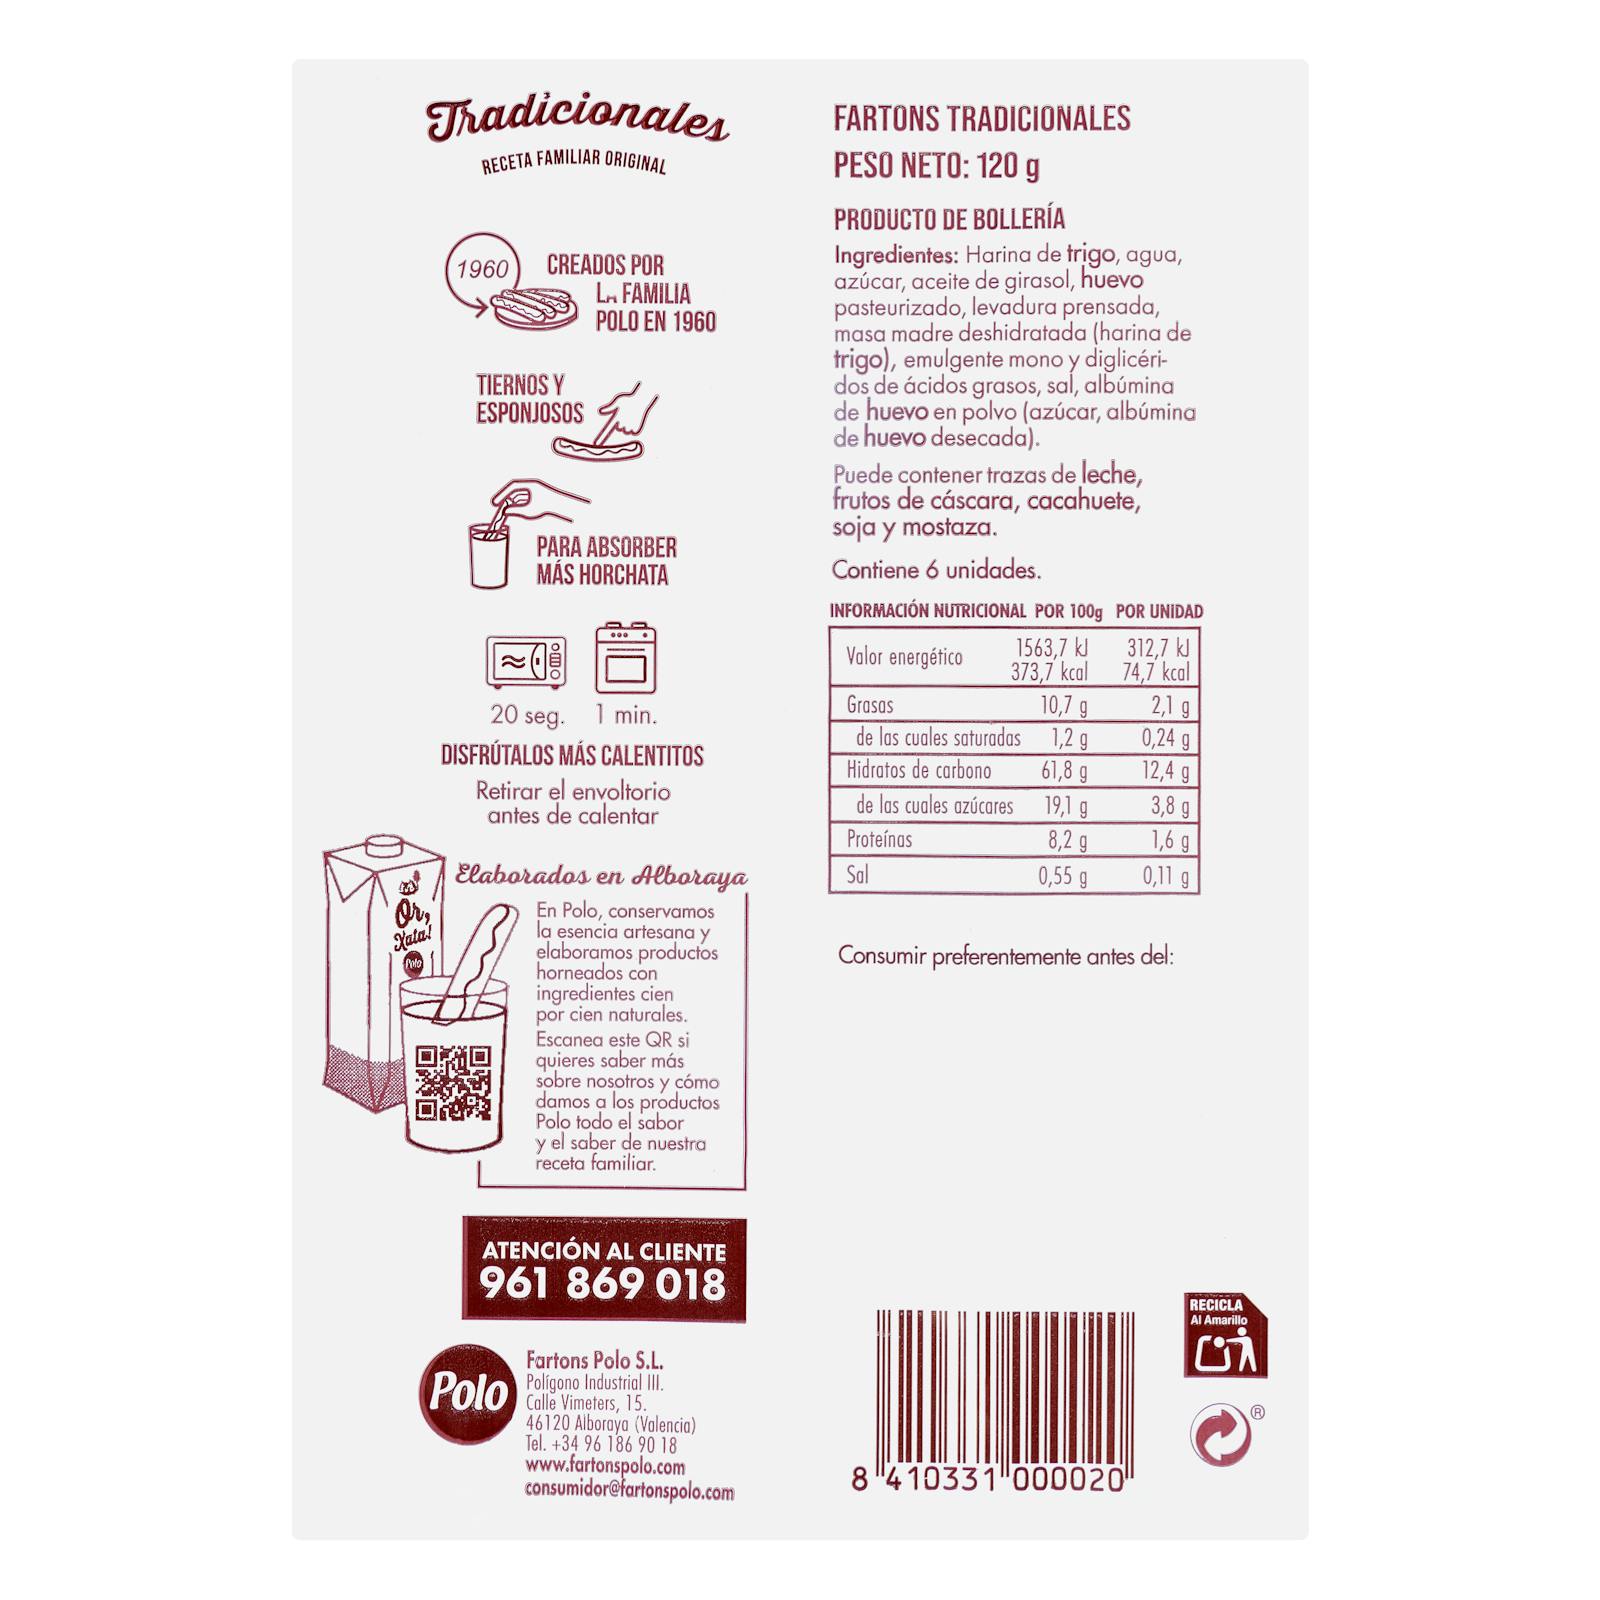 Tradicionales
RECETA FAMILIAR ORIGINAL
1960
CREADOS POR
LA FAMILIA
POLO EN 1960
TIERNOS Y
ESPONJOSOS
PARA ABSORBER
MÁS HORCHATA
20 seg. 1 min.
DISFRÚTALOS MÁS CALENTITOS
Retirar el envoltorio
antes de calentar
Elaborados en Alboraya
Or,
Xata!
Polo
En Polo, conservamos
la esencia artesana y
elaboramos productos
horneados con
ingredientes cien
por cien naturales.
Escanea este QR si
quieres saber más
sobre nosotros y cómo
damos a los productos
Polo todo el sabor
y el saber de nuestra
receta familiar.
ATENCIÓN AL CLIENTE
961 869 018
Polo
Fartons Polo S.L.
Polígono Industrial III.
Calle Vimeters, 15.
46120 Alboraya (Valencia)
Tel. +34 96 186 90 18
www.fartonspolo.com
consumidor@fartonspolo.com
FARTONS TRADICIONALES
PESO NETO: 120 g
PRODUCTO DE BOLLERÍA
Ingredientes: Harina de trigo, agua,
azúcar, aceite de girasol, huevo
pasteurizado, levadura prensada,
masa madre deshidratada (harina de
trigo), emulgente mono y diglicéri-
dos de ácidos grasos, sal, albúmina
de huevo en polvo (azúcar, albúmina
de huevo desecada).
Puede contener trazas de leche,
frutos de cáscara, cacahuete,
soja y mostaza.
Contiene 6 unidades.
INFORMACIÓN NUTRICIONAL POR 100g POR UNIDAD
Valor energético 1563,7 kJ 312,7 kJ
373,7 kcal 74,7 kcal
Grasas 10,7 g 2,1 g
de las cuales saturadas 1,2 g 0,24 g
Hidratos de carbono 61,8 g 12,4 g
de las cuales azúcares 19,1 g 3,8 g
Proteínas 8,2 g 1,6 g
Sal 0,55 g 0,11 g
Consumir preferentemente antes del:
RECICLA
Al Amarillo
®
8 410331 000020